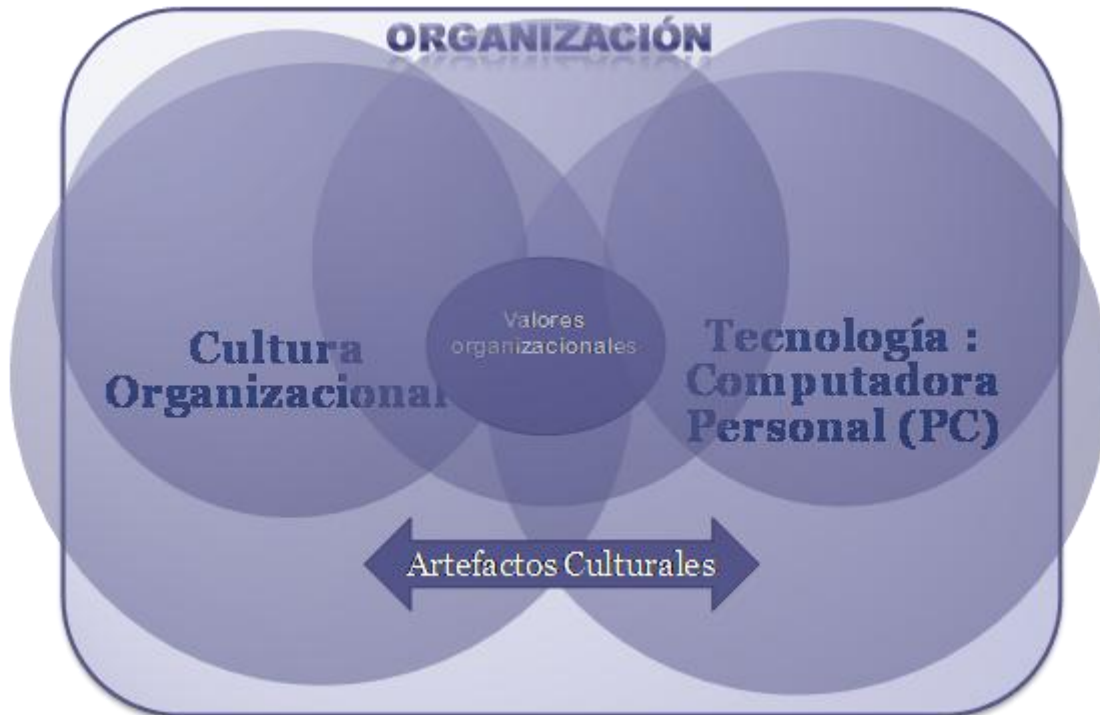 ORGANIZACIÓN
Valores
organizacionales
Cultura
Organizacional
Tecnología :
Computadora
Personal (PC)
Artefactos Culturales